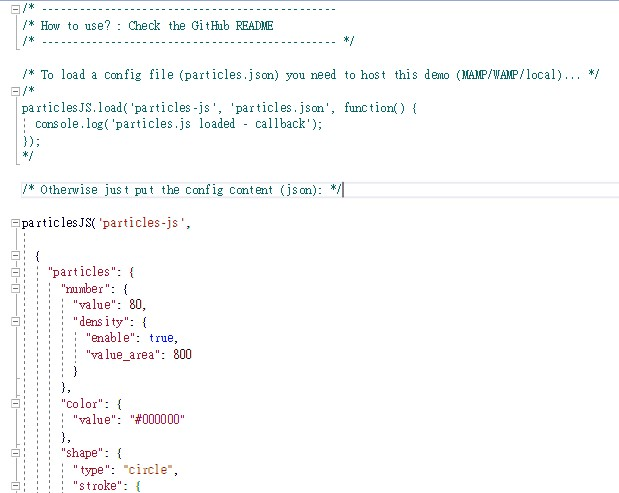 /* -----------------------------------------------
/* How to use? : Check the GitHub README
/* ----------------------------------------------- */
/* To load a config file (particles.json) you need to host this demo (MAMP/WAMP/local)... */
/*
particlesJS.load('particles-js', 'particles.json', function() {
console.log('particles.js loaded - callback');
});
*/
/* Otherwise just put the config content (json): */
particlesJS('particles-js',
{
"particles": {
"number": {
"value": 80,
"density": {
"enable": true,
"value_area": 800
}
},
"color": {
"value": "#000000"
},
"shape": {
"type": "circle",
"stroke": {